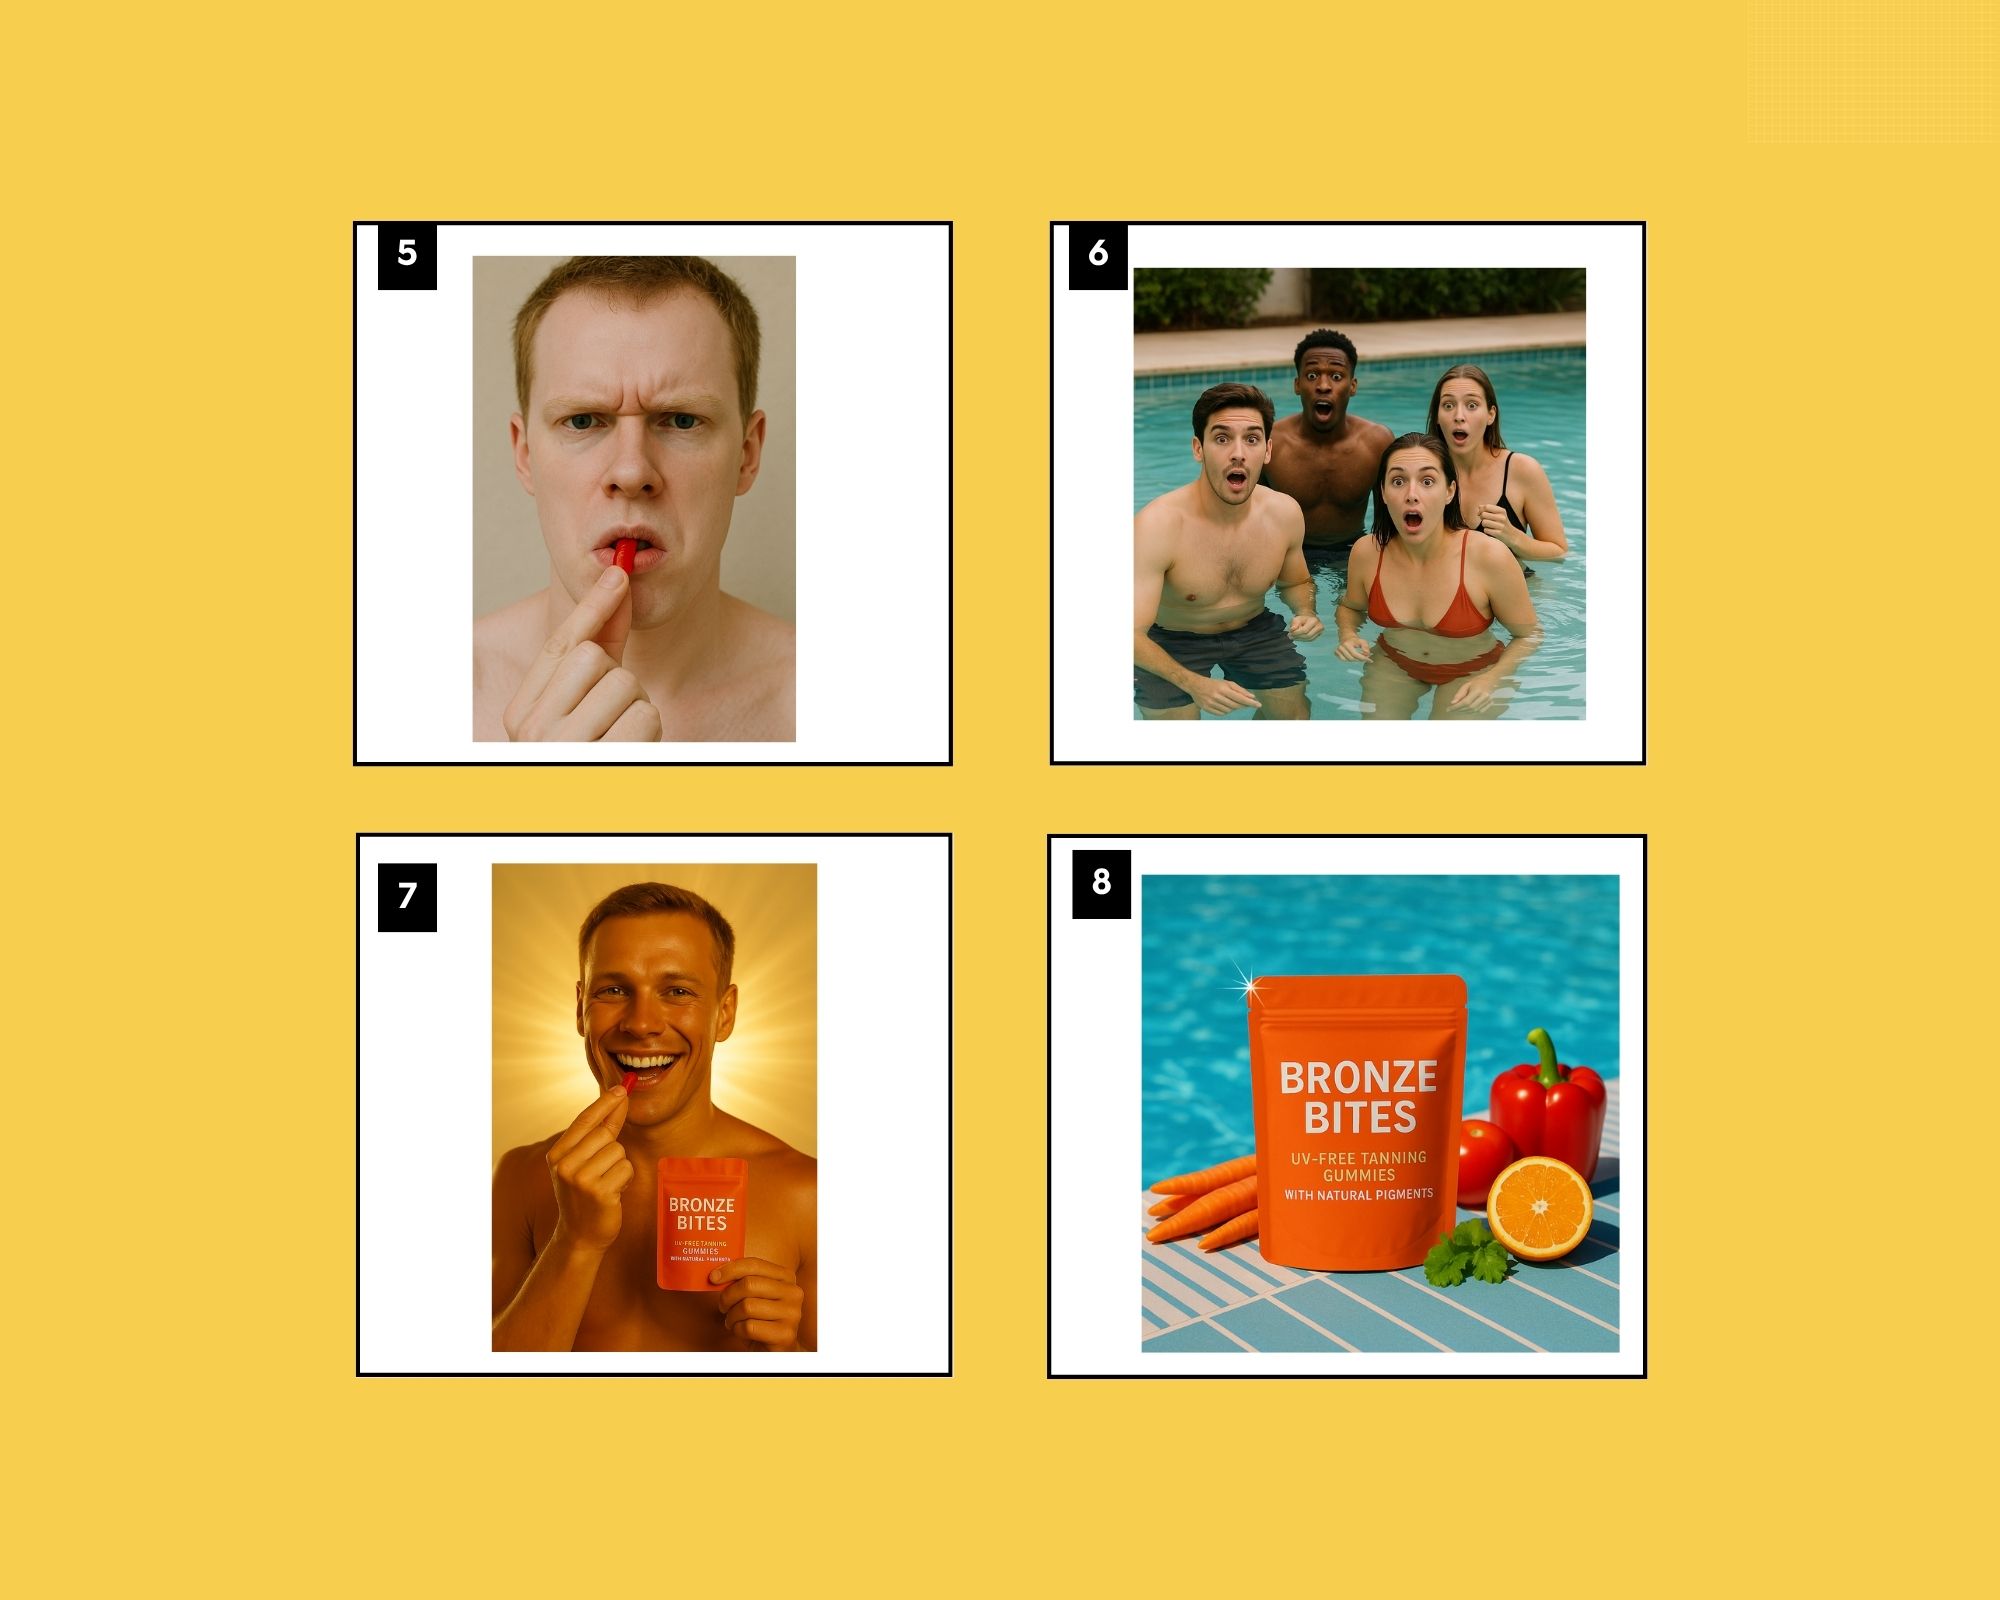 5
6
7
BRONZE
BITES
UV-FREE TANNING
GUMMIES
WITH NATURAL PIGMENTS
8
BRONZE
BITES
UV-FREE TANNING
GUMMIES
WITH NATURAL PIGMENTS